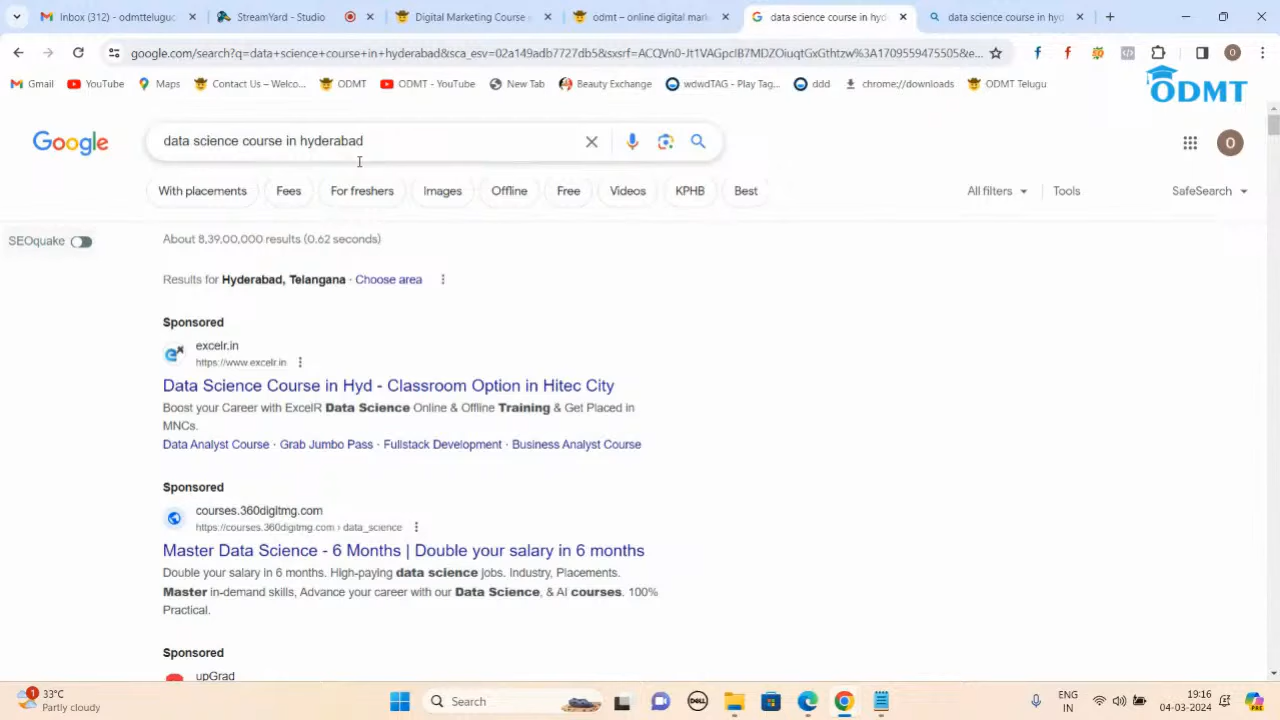 Inbox (312) - odmtteluguc
StreamYard - Studio
Digital Marketing Course
odmt – online digital mark
data science course in hyd
data science course in hyd
google.com/search?q=data+science+course+in+hyderabad&sca_esv=02a149adb7727db5&sxsrf=ACQVn0-Jt1VAGpclB7MDZOiuqtGxGthtzw%3A1709559475505&e...
O
Gmail
YouTube
Maps
Contact Us – Welco...
ODMT
ODMT - YouTube
New Tab
Beauty Exchange
wdwdTAG - Play Tag...
ddd
chrome://downloads
ODMT Telugu
ODMT
Google
data science course in hyderabad
O
With placements
Fees
For freshers
Images
Offline
Free
Videos
KPHB
Best
All filters
Tools
SafeSearch
SEOquake
About 8,39,00,000 results (0.62 seconds)
Results for Hyderabad, Telangana · Choose area
Sponsored
excelr.in
https://www.excelr.in
Data Science Course in Hyd - Classroom Option in Hitec City
Boost your Career with ExcelR Data Science Online & Offline Training & Get Placed in
MNCs.
Data Analyst Course · Grab Jumbo Pass · Fullstack Development · Business Analyst Course
Sponsored
courses.360digitmg.com
https://courses.360digitmg.com › data_science
Master Data Science - 6 Months | Double your salary in 6 months
Double your salary in 6 months. High-paying data science jobs. Industry, Placements.
Master in-demand skills, Advance your career with our Data Science, & AI courses. 100%
Practical.
Sponsored
upGrad
1
33°C
Partly cloudy
Search
DELL
ENG
IN
19:16
04-03-2024